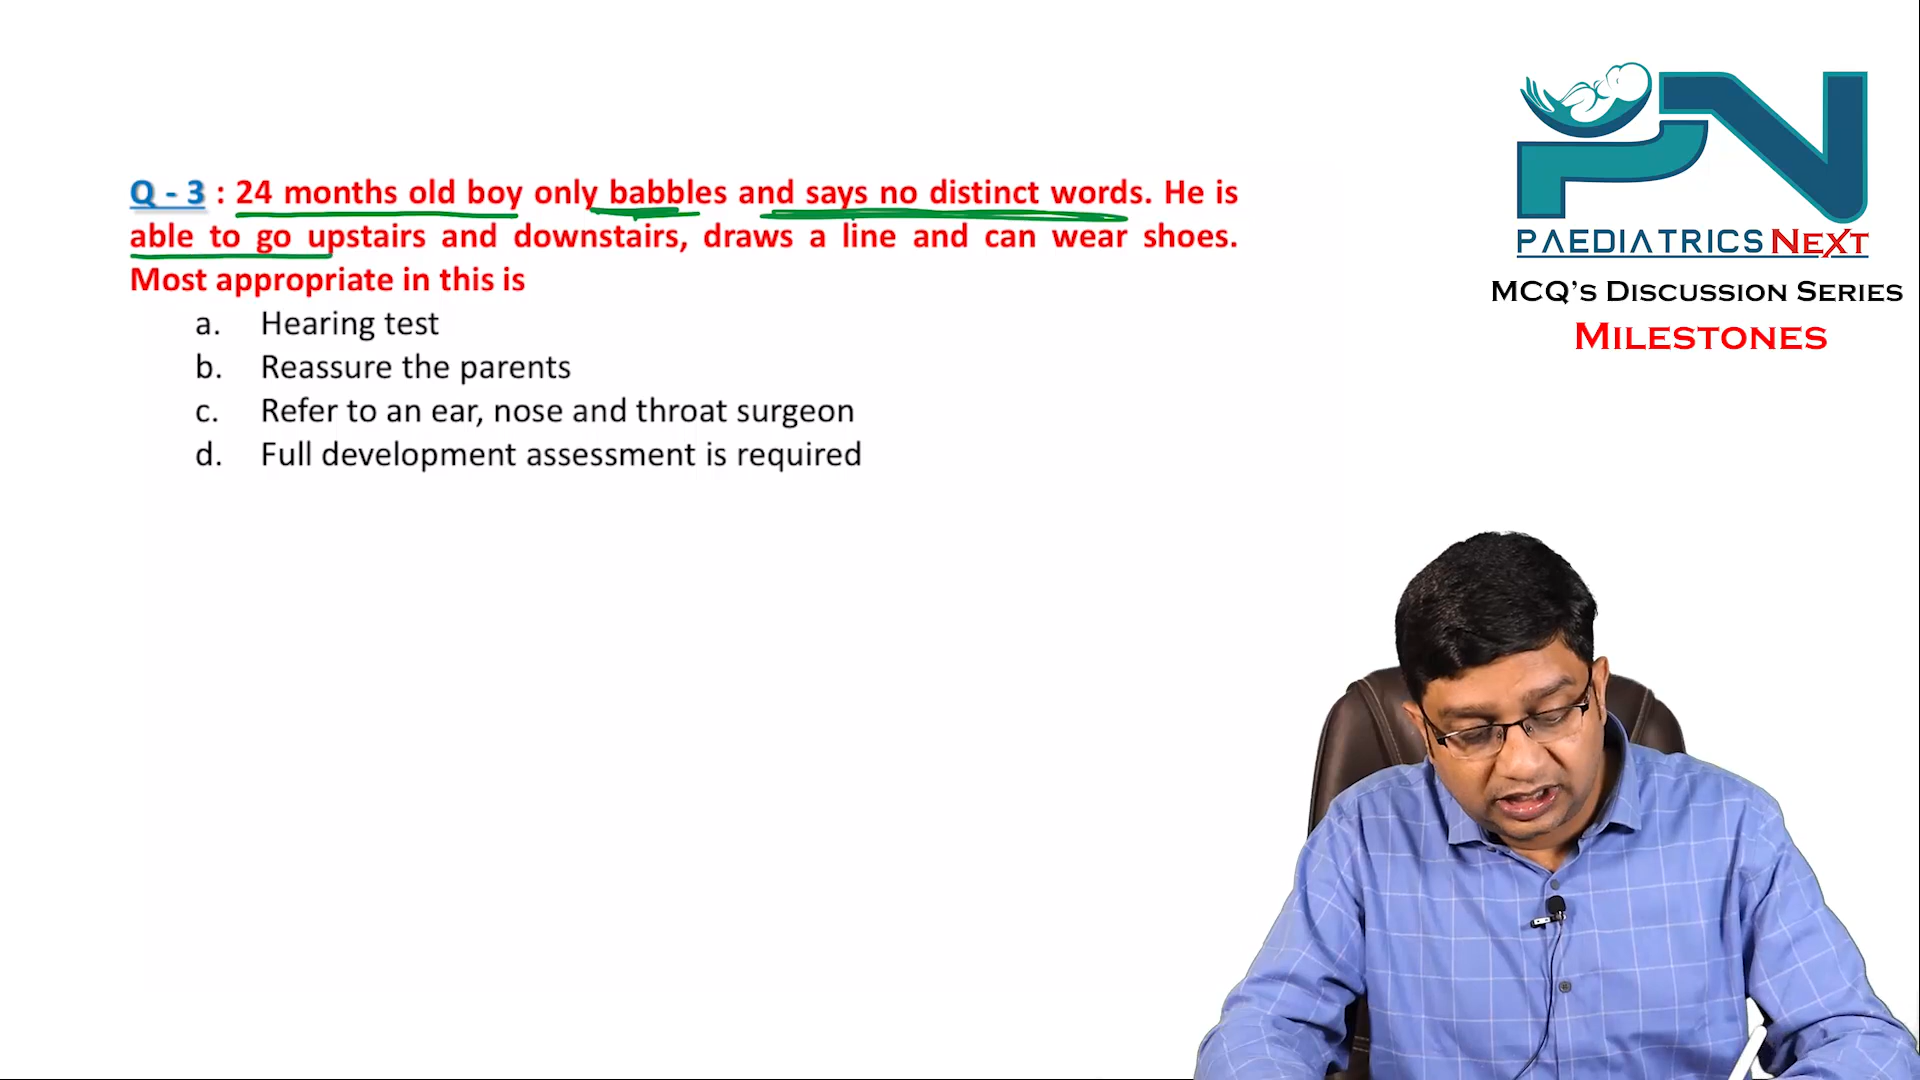 Q - 3 : 24 months old boy only babbles and says no distinct words. He is
able to go upstairs and downstairs, draws a line and can wear shoes.
Most appropriate in this is
a. Hearing test
b. Reassure the parents
c. Refer to an ear, nose and throat surgeon
d. Full development assessment is required
PN
PAEDIATRICS NEXT
MCQ’s Discussion Series
Milestones